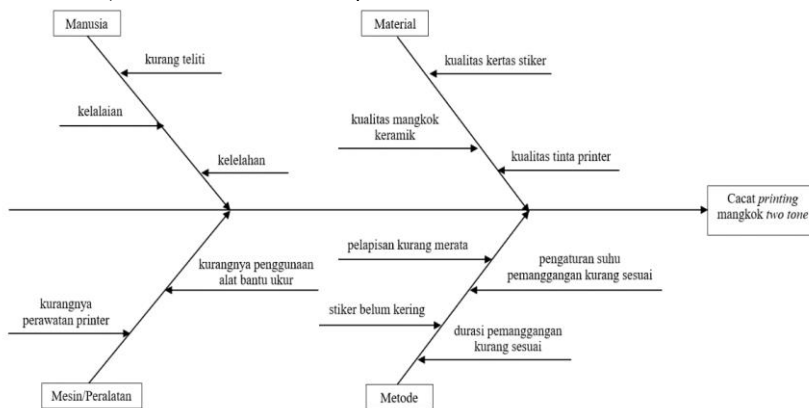 Manusia
Material
kurang teliti
kualitas kertas stiker
kelalaian
kualitas mangkok
keramik
kelelahan
kualitas tinta printer
Cacat printing
mangkok two tone
pelapisan kurang merata
pengaturan suhu
pemanggangan kurang sesuai
kurangnya penggunaan
alat bantu ukur
kurangnya
perawatan printer
stiker belum kering
durasi pemanggangan
kurang sesuai
Mesin/Peralatan
Metode